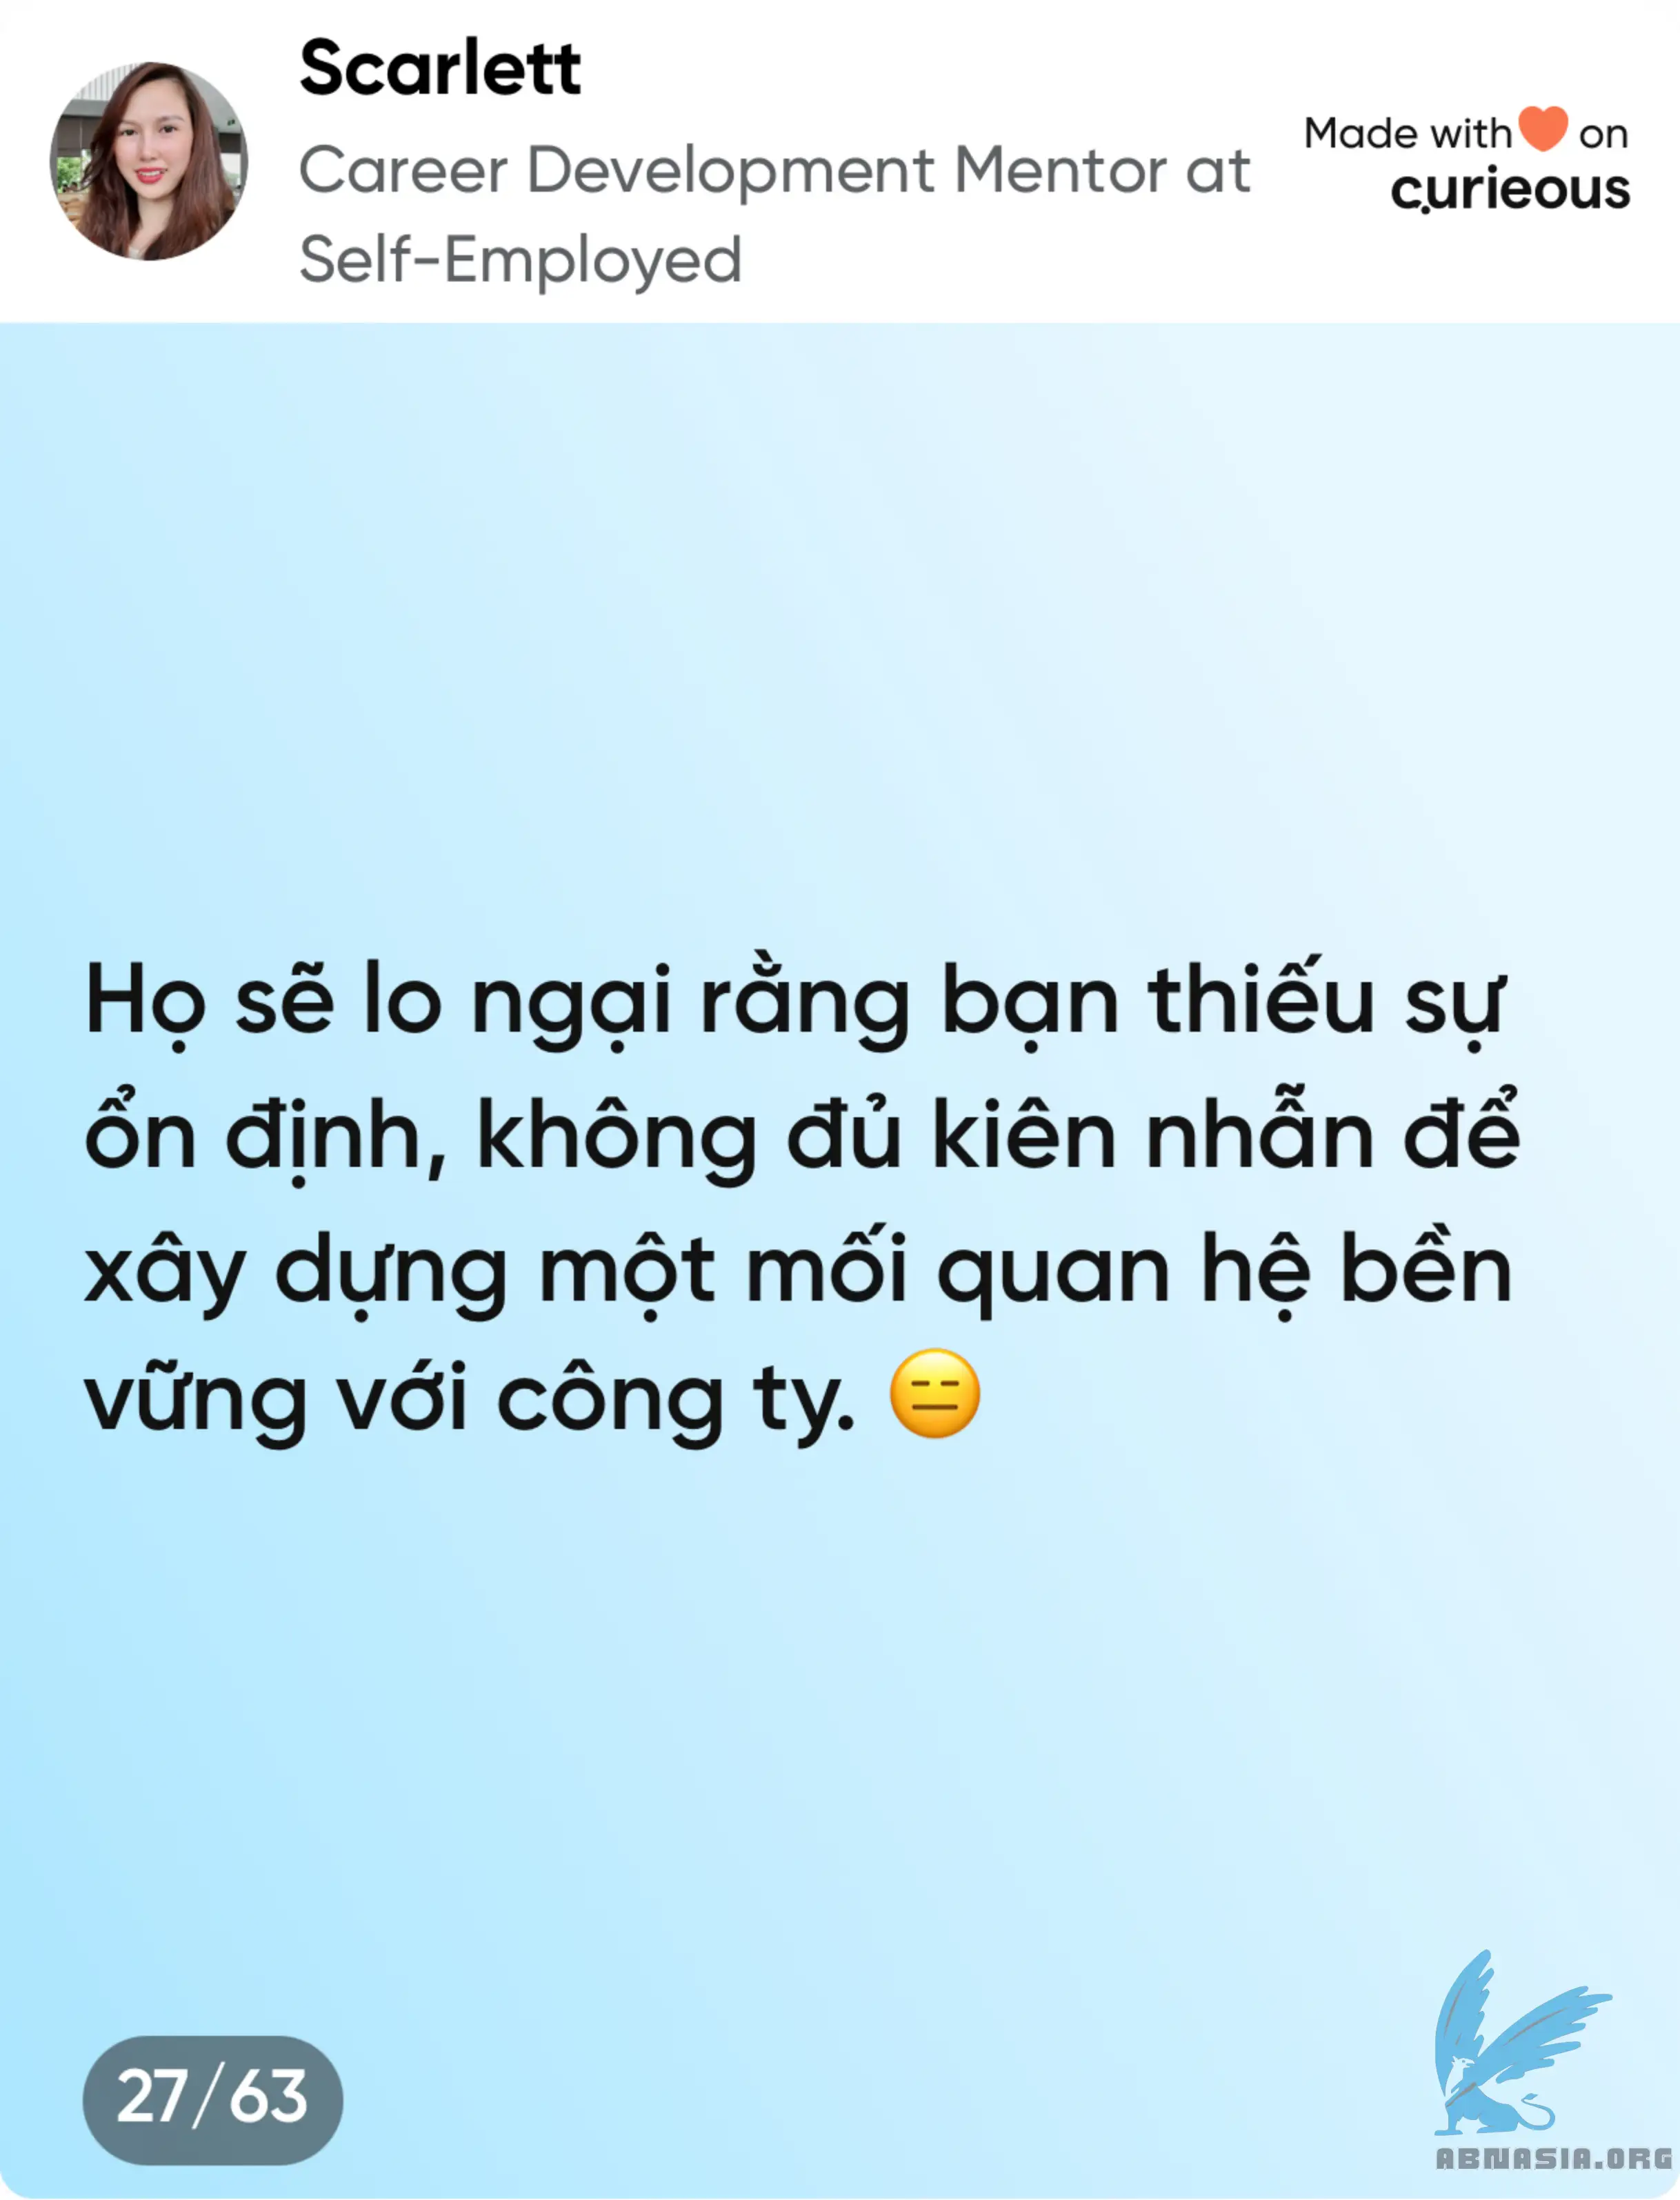 Scarlett
Career Development Mentor at
Self-Employed
Made with🧡 on
curieous
Họ sẽ lo ngại rằng bạn thiếu sự
ổn định, không đủ kiên nhẫn để
xây dựng một mối quan hệ bền
vững với công ty. 😑
27/63
ABNASIA.ORG